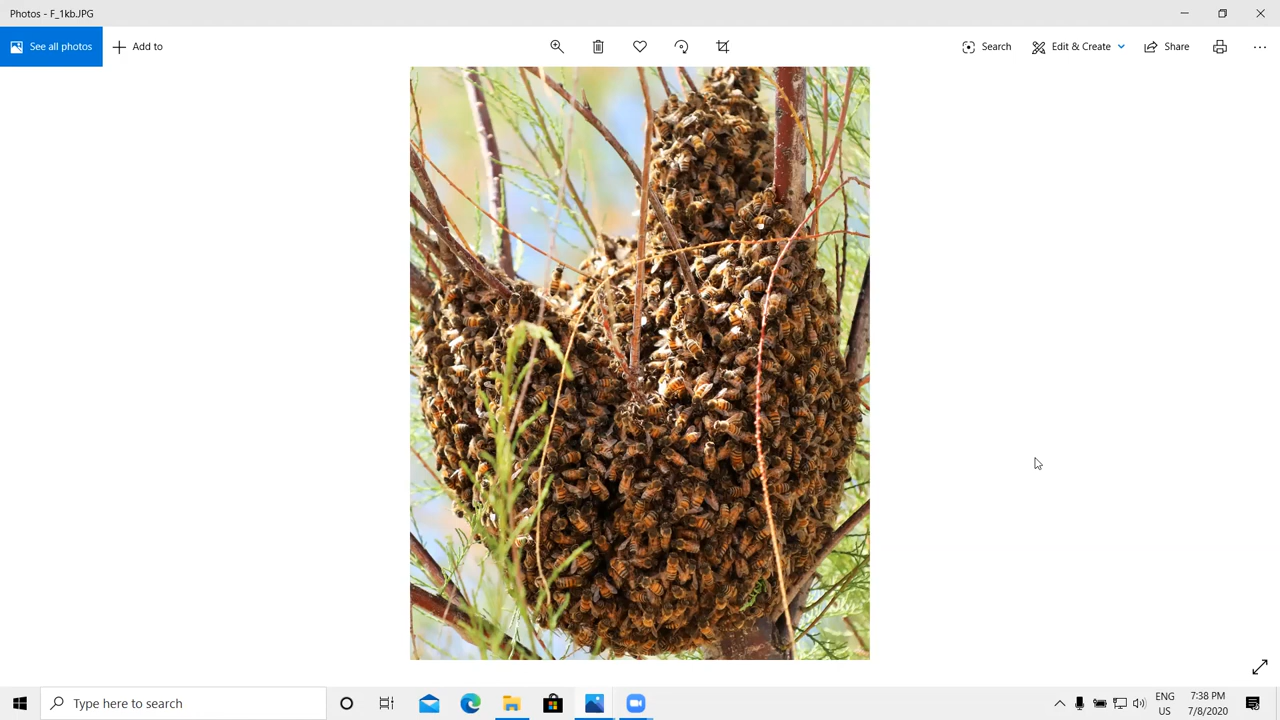 Photos - F_1kb.JPG
See all photos
Add to
Search
Edit & Create
Share
Type here to search
ENG
US
7:38 PM
7/8/2020